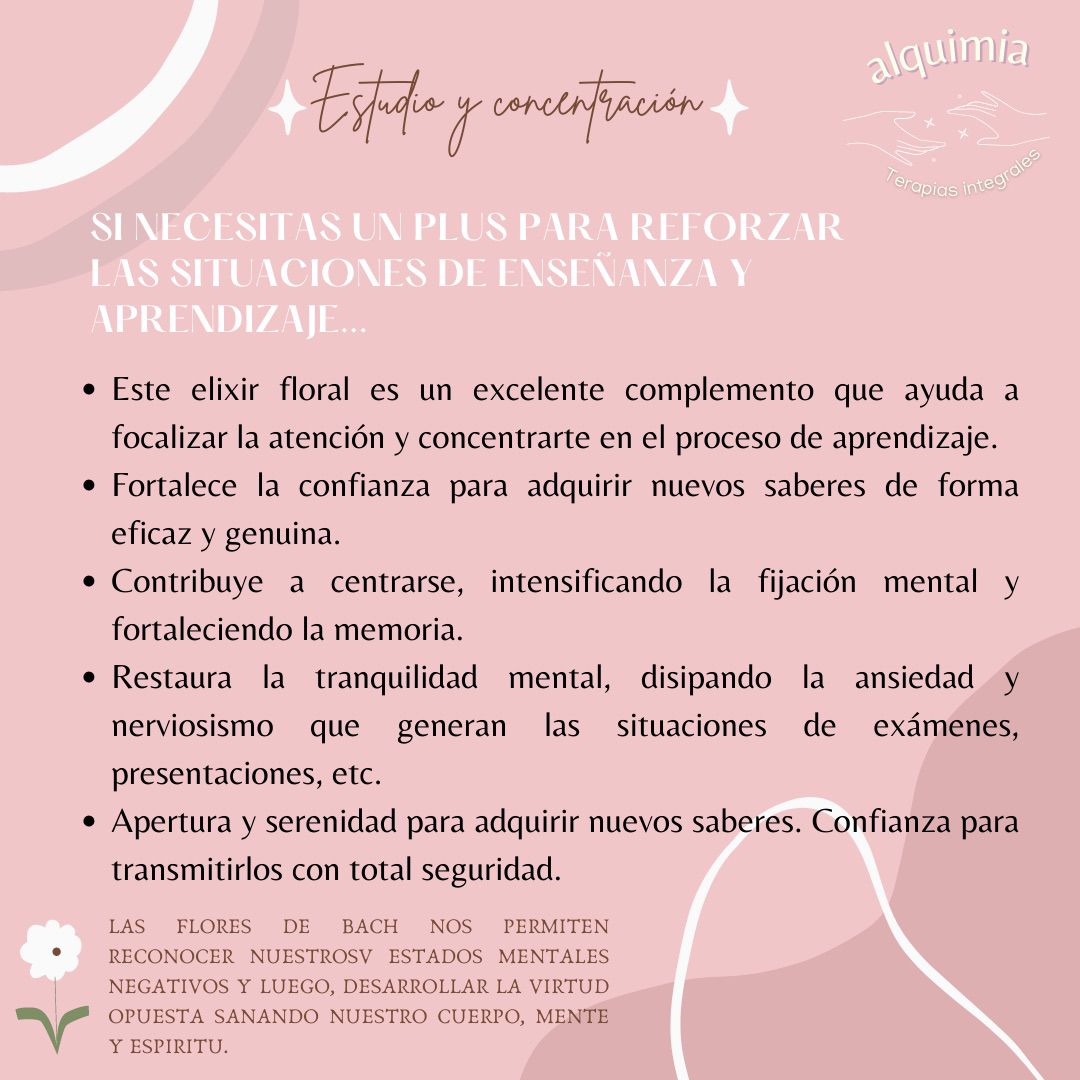 alquimia
Terapias integrales
Estudio y concentración
SI NECESITAS UN PLUS PARA REFORZAR
LAS SITUACIONES DE ENSEÑANZA Y
APRENDIZAJE...
• Este elixir floral es un excelente complemento que ayuda a
focalizar la atención y concentrarte en el proceso de aprendizaje.
• Fortalece la confianza para adquirir nuevos saberes de forma
eficaz y genuina.
• Contribuye a centrarse, intensificando la fijación mental y
fortaleciendo la memoria.
• Restaura la tranquilidad mental, disipando la ansiedad y
nerviosismo que generan las situaciones de exámenes,
presentaciones, etc.
• Apertura y serenidad para adquirir nuevos saberes. Confianza para
transmitirlos con total seguridad.
LAS FLORES DE BACH NOS PERMITEN
RECONOCER NUESTROSV ESTADOS MENTALES
NEGATIVOS Y LUEGO, DESARROLLAR LA VIRTUD
OPUESTA SANANDO NUESTRO CUERPO, MENTE
Y ESPIRITU.